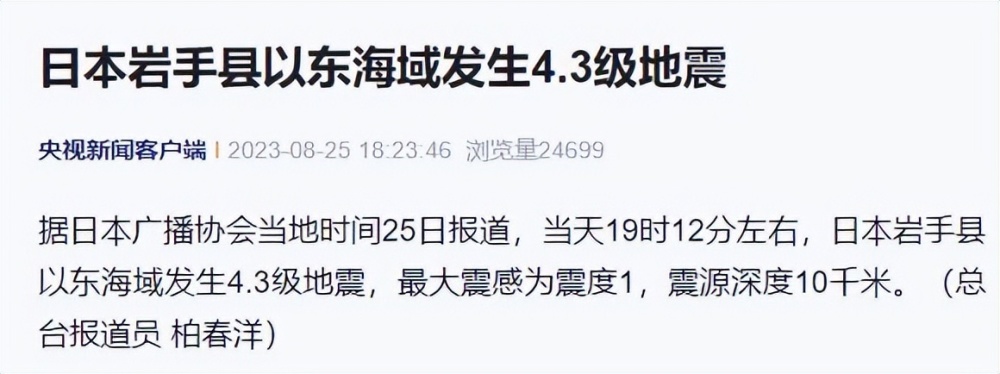 日本岩手县以东海域发生4.3级地震
央视新闻客户端 | 2023-08-25 18:23:46 浏览量24699
据日本广播协会当地时间25日报道，当天19时12分左右，日本岩手县
以东海域发生4.3级地震，最大震感为震度1，震源深度10千米。（总
台报道员 柏春洋）